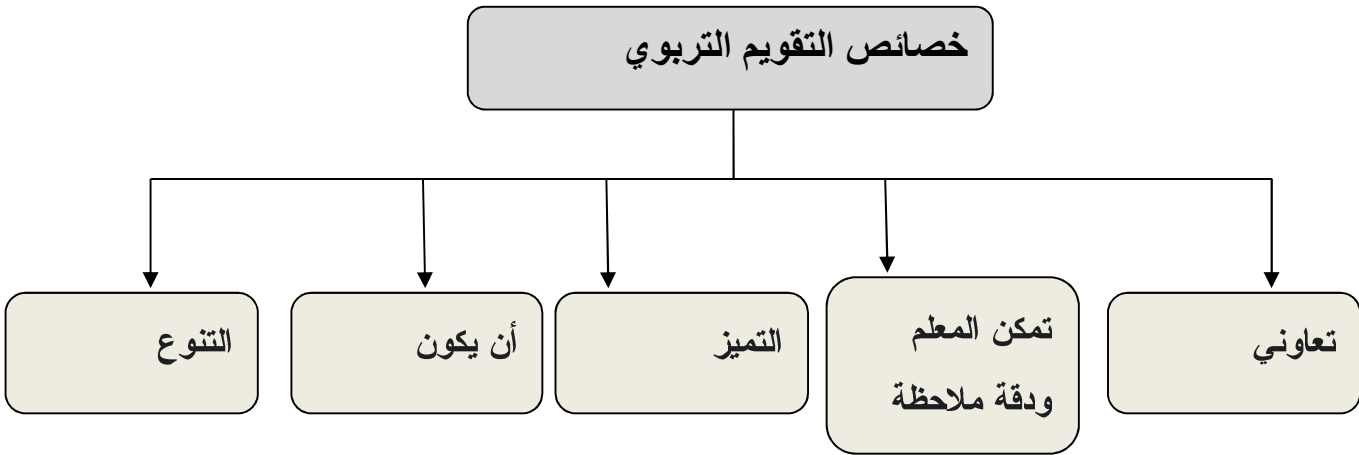 خصائص التقويم التربوي
تعاوني
تمكن المعلم
ودقة ملاحظة
التميز
أن يكون
التنوع